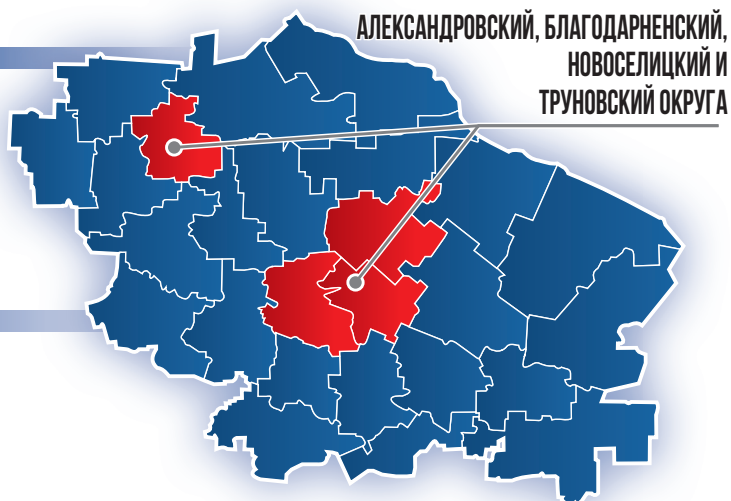 АЛЕКСАНДРОВСКИЙ, БЛАГОДАРНЕНСКИЙ,
НОВОСЕЛИЦКИЙ И
ТРУНОВСКИЙ ОКРУГА